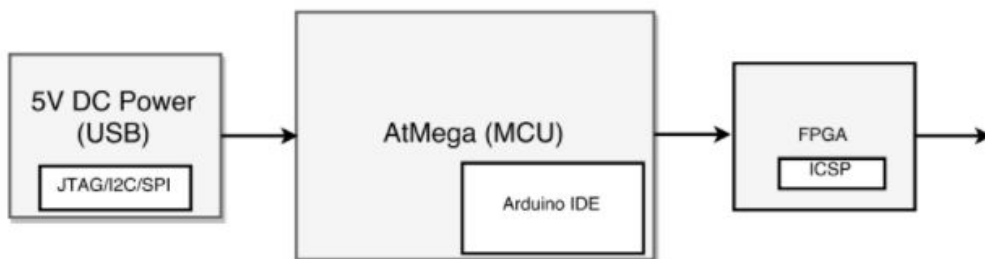 5V DC Power
(USB)
JTAG/I2C/SPI
AtMega (MCU)
Arduino IDE
FPGA
ICSP